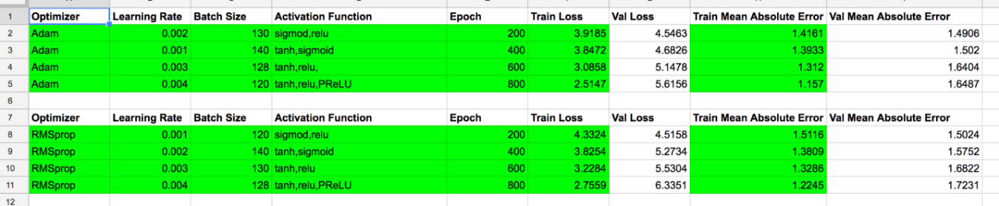 1 Optimizer Learning Rate Batch Size Activation Function Epoch Train Loss Val Loss Train Mean Absolute Error Val Mean Absolute Error
2 Adam 0.002 130 sigmod,relu 200 3.9185 4.5463 1.4161 1.4906
3 Adam 0.001 140 tanh,sigmoid 400 3.8472 4.6826 1.3933 1.502
4 Adam 0.003 128 tanh,relu, 600 3.0858 5.1478 1.312 1.6404
5 Adam 0.004 120 tanh,relu,PReLU 800 2.5147 5.6156 1.157 1.6487
6
7 Optimizer Learning Rate Batch Size Activation Function Epoch Train Loss Val Loss Train Mean Absolute Error Val Mean Absolute Error
8 RMSprop 0.001 120 sigmod,relu 200 4.3324 4.5158 1.5116 1.5024
9 RMSprop 0.002 140 tanh,sigmoid 400 3.8254 5.2734 1.3809 1.5752
10 RMSprop 0.003 130 tanh,relu 600 3.2284 5.5304 1.3286 1.6822
11 RMSprop 0.004 128 tanh,relu,PReLU 800 2.7559 6.3351 1.2245 1.7231
12